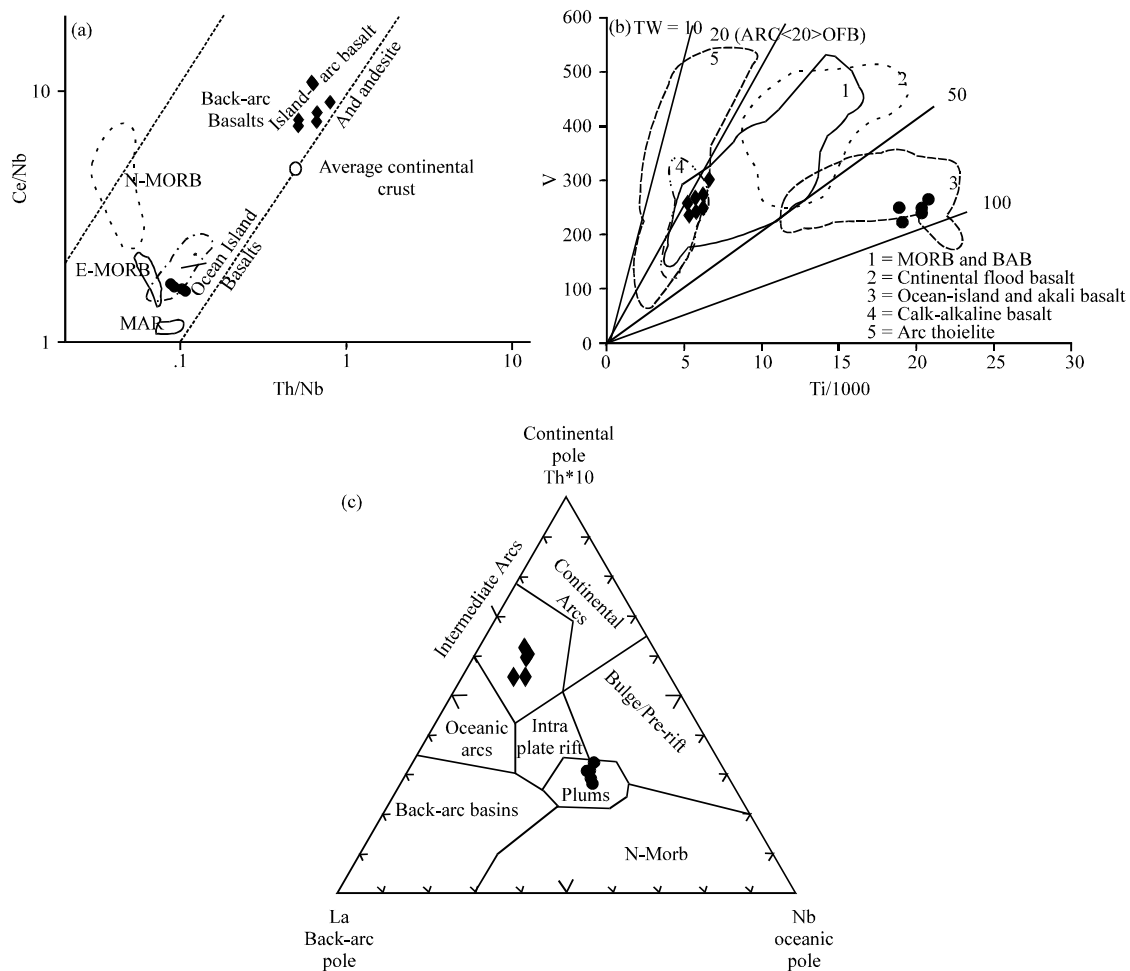 (a)
Ce/Nb
10
1
Back-arc
Basalts
Island arc basalt
And andesite
Average continental
crust
N-MORB
E-MORB
MAR
Ocean Island
Basalts
.1
1
10
Th/Nb
(b)
TW = 10
20 (ARC<20>OFB)
50
100
V
600
500
400
300
200
100
0
5
1
2
4
3
1 = MORB and BAB
2 = Cntinental flood basalt
3 = Ocean-island and akali basalt
4 = Calk-alkaline basalt
5 = Arc thoielite
0
5
10
15
20
25
30
Ti/1000
(c)
Continental
pole
Th*10
Intermediate Arcs
Continental
Arcs
Bulge/Pre-rift
Oceanic
arcs
Intra
plate rift
Plums
Back-arc basins
N-Morb
La
Back-arc
pole
Nb
oceanic
pole